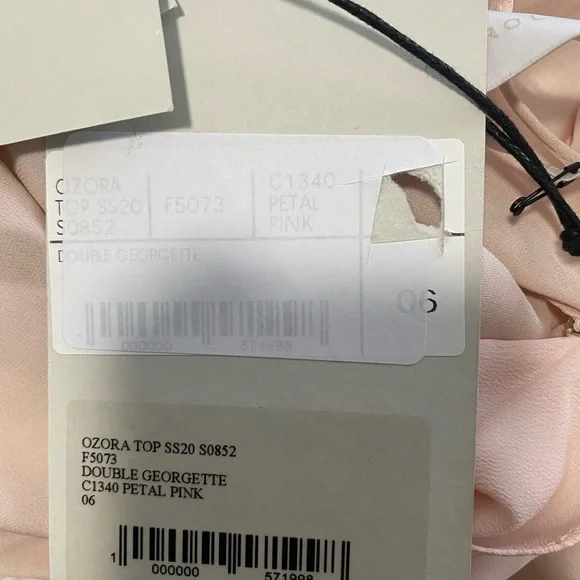 OZORA
TOP SS20
S0852
F5073
C1340
PETAL
PINK
DOUBLE GEORGETTE
06
000000 571998
OZORA TOP SS20 S0852
F5073
DOUBLE GEORGETTE
C1340 PETAL PINK
06
1 000000 571998